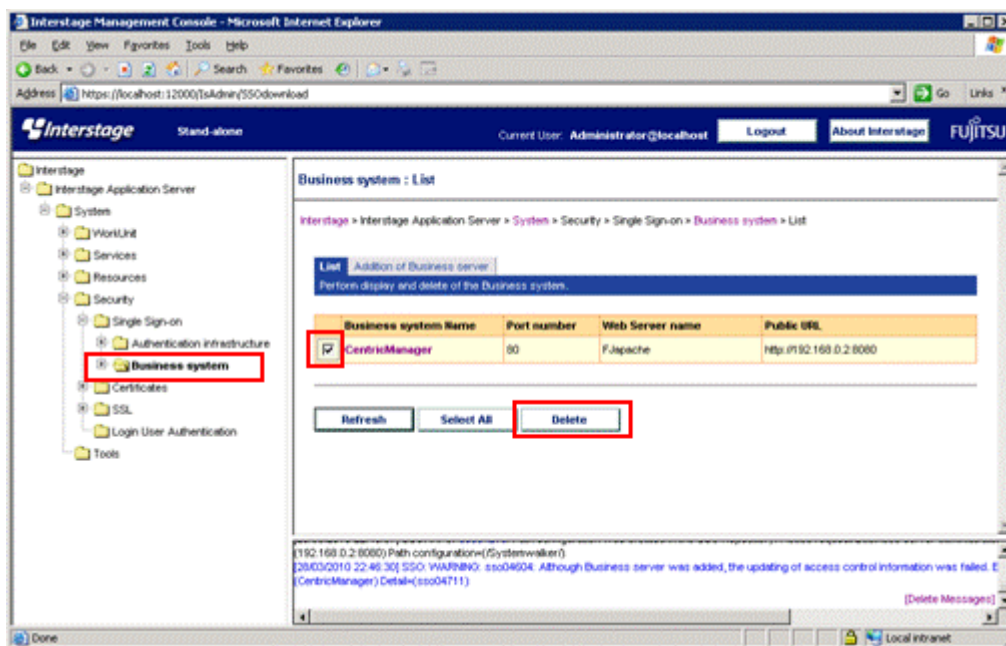 Interstage Management Console - Microsoft Internet Explorer
File Edit View Favorites Tools Help
Back Search Favorites
Address https://localhost:12000/IsAdmin/SSOdownload Go Links
Interstage Stand-alone Current User: Administrator@localhost Logout About Interstage FUJITSU
Interstage
Interstage Application Server
System
WorkUnit
Services
Resources
Security
Single Sign-on
Authentication infrastructure
Business system
Certificates
SSL
Login User Authentication
Tools
Business system : List
Interstage > Interstage Application Server > System > Security > Single Sign-on > Business system > List
List Addition of Business server
Perform display and delete of the Business system.
Business system Name Port number Web Server name Public URL
CentricManager 80 FJapache http://192.168.0.2:8080
Refresh Select All Delete
(192.168.0.2:8080) Path configuration=(/Systemwalker/)
[28/03/2010 22:46:30] SSO: WARNING: sso04604: Although Business server was added, the updating of access control information was failed.
(CentricManager) Detail=(sso04711)
[Delete Messages]
Done Local intranet